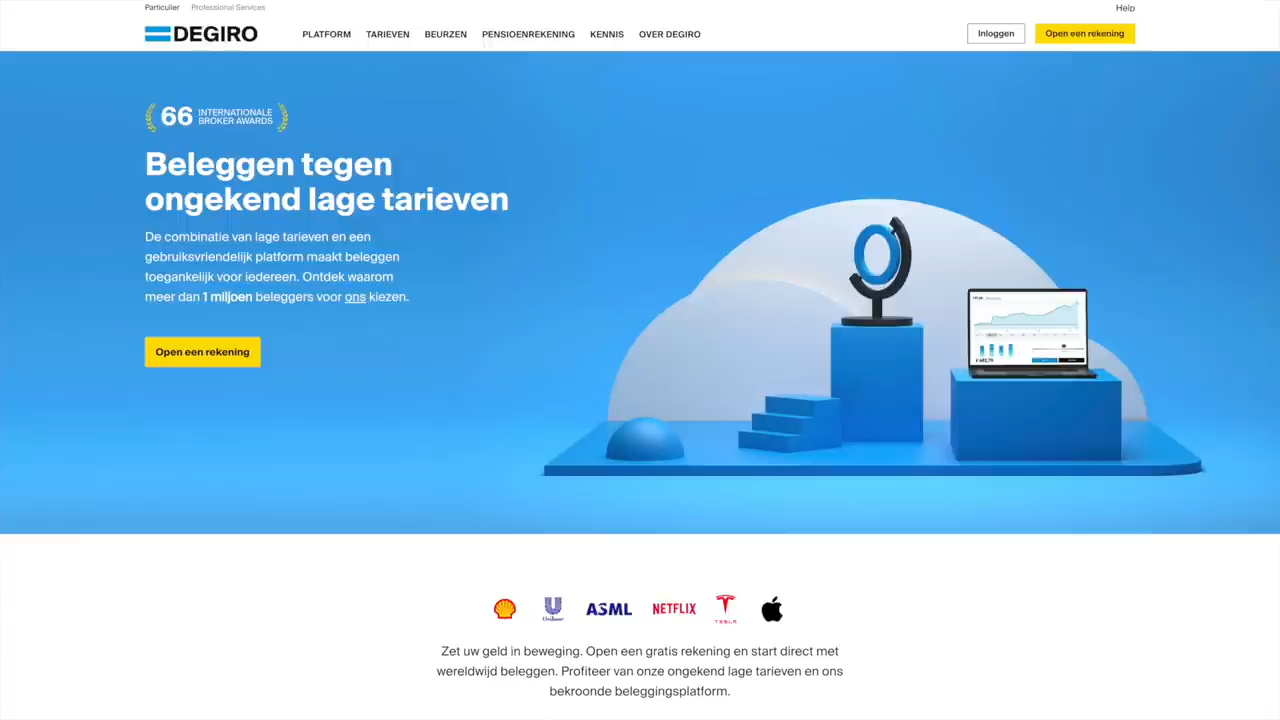 Particulier Professional Services Help
DEGIRO PLATFORM TARIEVEN BEURZEN PENSIOENREKENING KENNIS OVER DEGIRO Inloggen Open een rekening
66 INTERNATIONALE BROKER AWARDS
Beleggen tegen
ongekend lage tarieven
De combinatie van lage tarieven en een
gebruiksvriendelijk platform maakt beleggen
toegankelijk voor iedereen. Ontdek waarom
meer dan 1 miljoen beleggers voor ons kiezen.
Open een rekening
Unilever ASML NETFLIX TESLA
Zet uw geld in beweging. Open een gratis rekening en start direct met
wereldwijd beleggen. Profiteer van onze ongekend lage tarieven en ons
bekroonde beleggingsplatform.